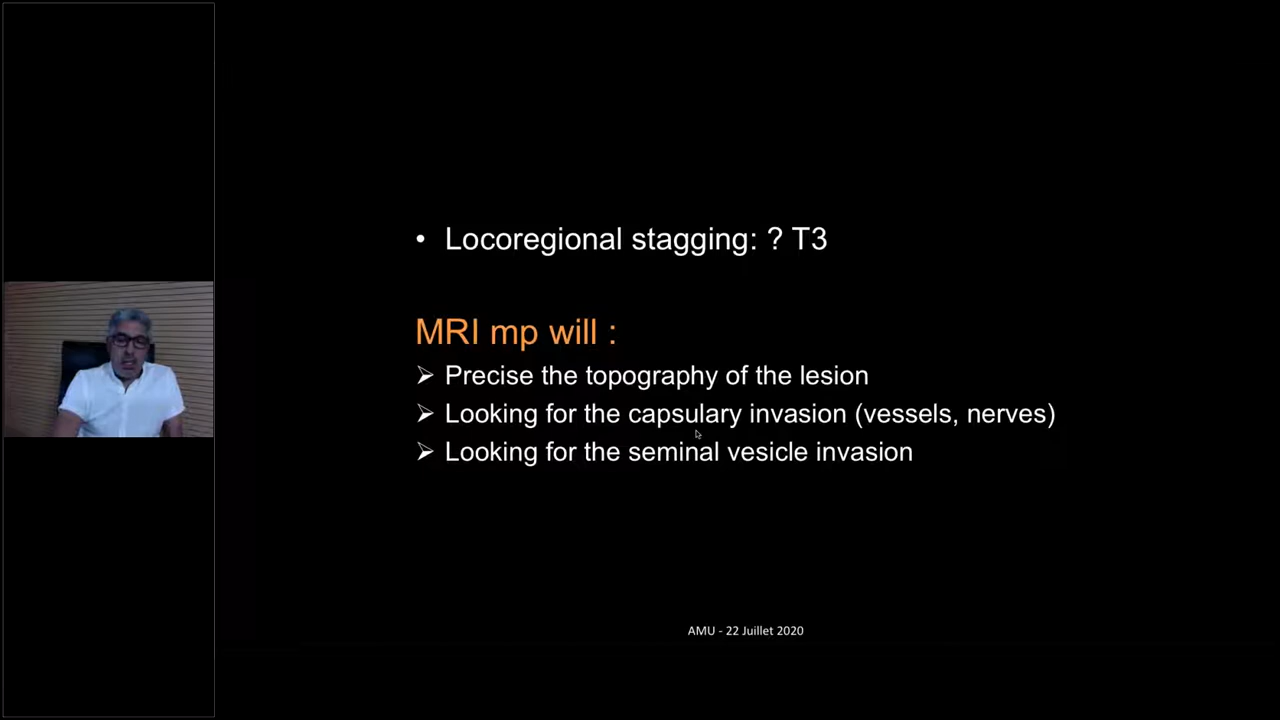 • Locoregional stagging: ? T3
MRI mp will :
➢ Precise the topography of the lesion
➢ Looking for the capsulary invasion (vessels, nerves)
➢ Looking for the seminal vesicle invasion
AMU - 22 Juillet 2020